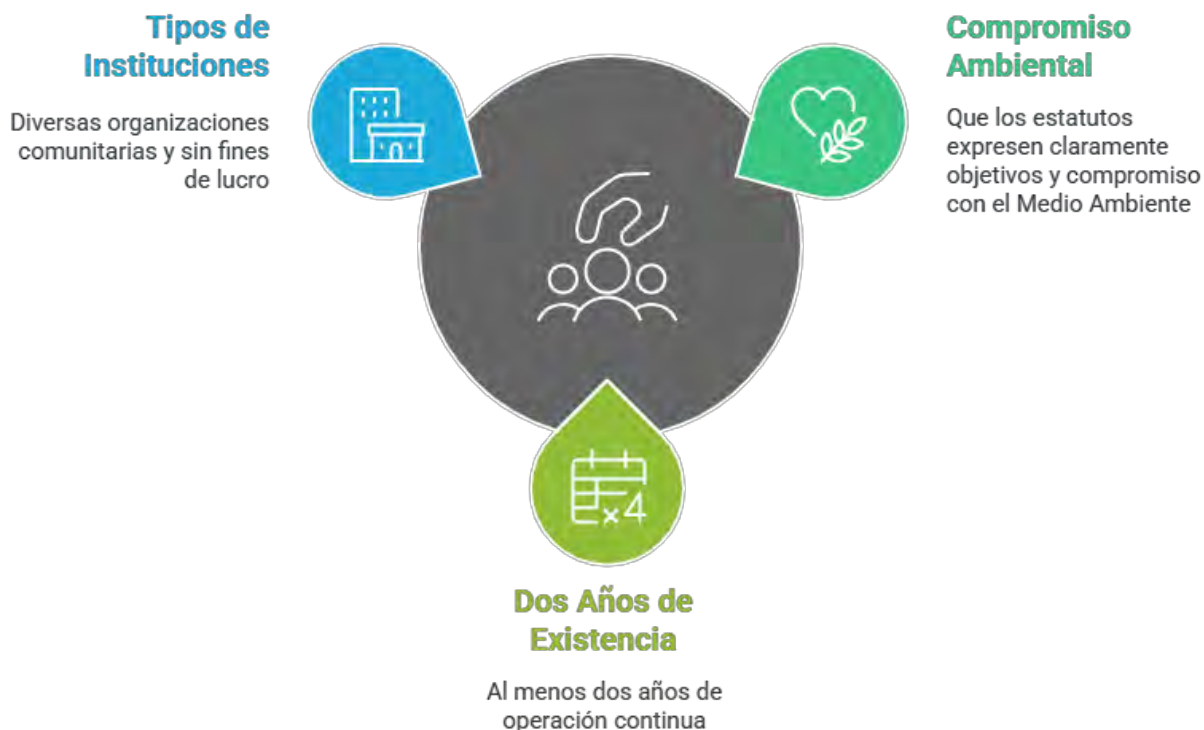 Tipos de
Instituciones
Diversas organizaciones
comunitarias y sin fines
de lucro
Compromiso
Ambiental
Que los estatutos
expresen claramente
objetivos y compromiso
con el Medio Ambiente
x4
Dos Años de
Existencia
Al menos dos años de
operación continua